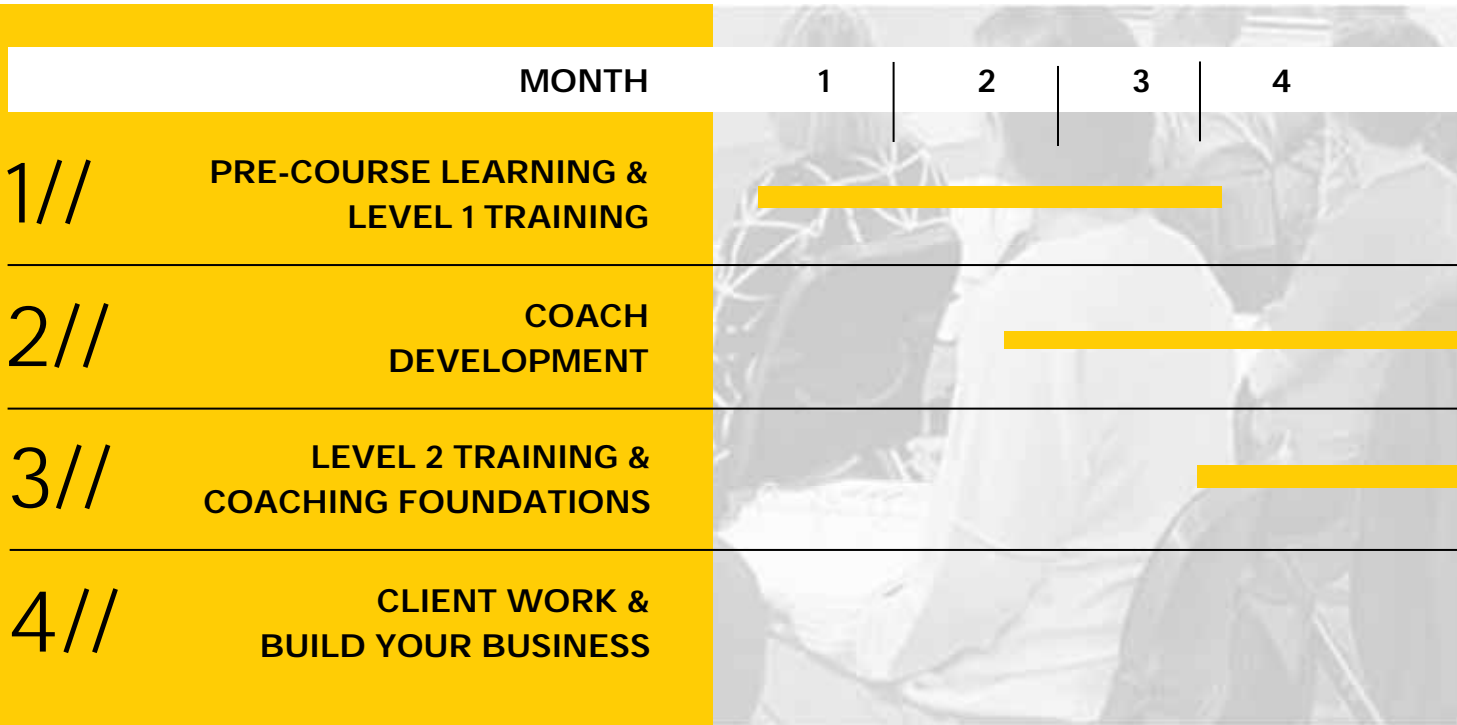 MONTH 1 2 3 4
1// PRE-COURSE LEARNING &
LEVEL 1 TRAINING
2// COACH
DEVELOPMENT
3// LEVEL 2 TRAINING &
COACHING FOUNDATIONS
4// CLIENT WORK &
BUILD YOUR BUSINESS